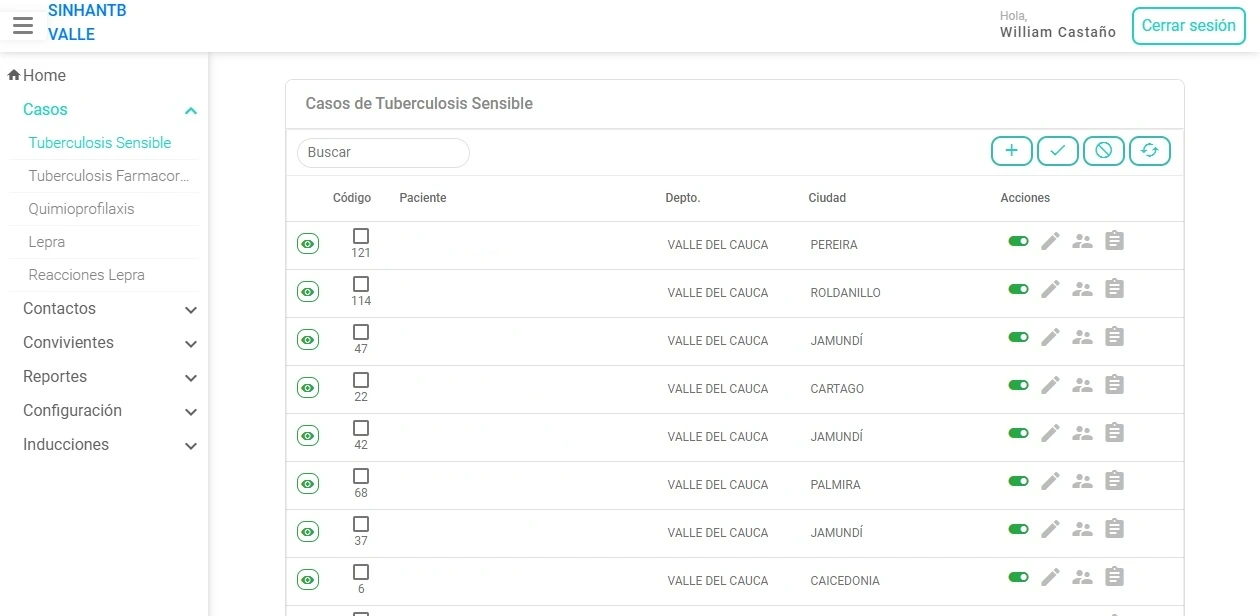 SINHANTB
VALLE
Hola,
William Castaño
Cerrar sesión
Home
Casos
Tuberculosis Sensible
Tuberculosis Farmacor...
Quimioprofilaxis
Lepra
Reacciones Lepra
Contactos
Convivientes
Reportes
Configuración
Inducciones
Casos de Tuberculosis Sensible
Buscar
Código Paciente Depto. Ciudad Acciones
121 VALLE DEL CAUCA PEREIRA
114 VALLE DEL CAUCA ROLDANILLO
47 VALLE DEL CAUCA JAMUNDÍ
22 VALLE DEL CAUCA CARTAGO
42 VALLE DEL CAUCA JAMUNDÍ
68 VALLE DEL CAUCA PALMIRA
37 VALLE DEL CAUCA JAMUNDÍ
6 VALLE DEL CAUCA CAICEDONIA